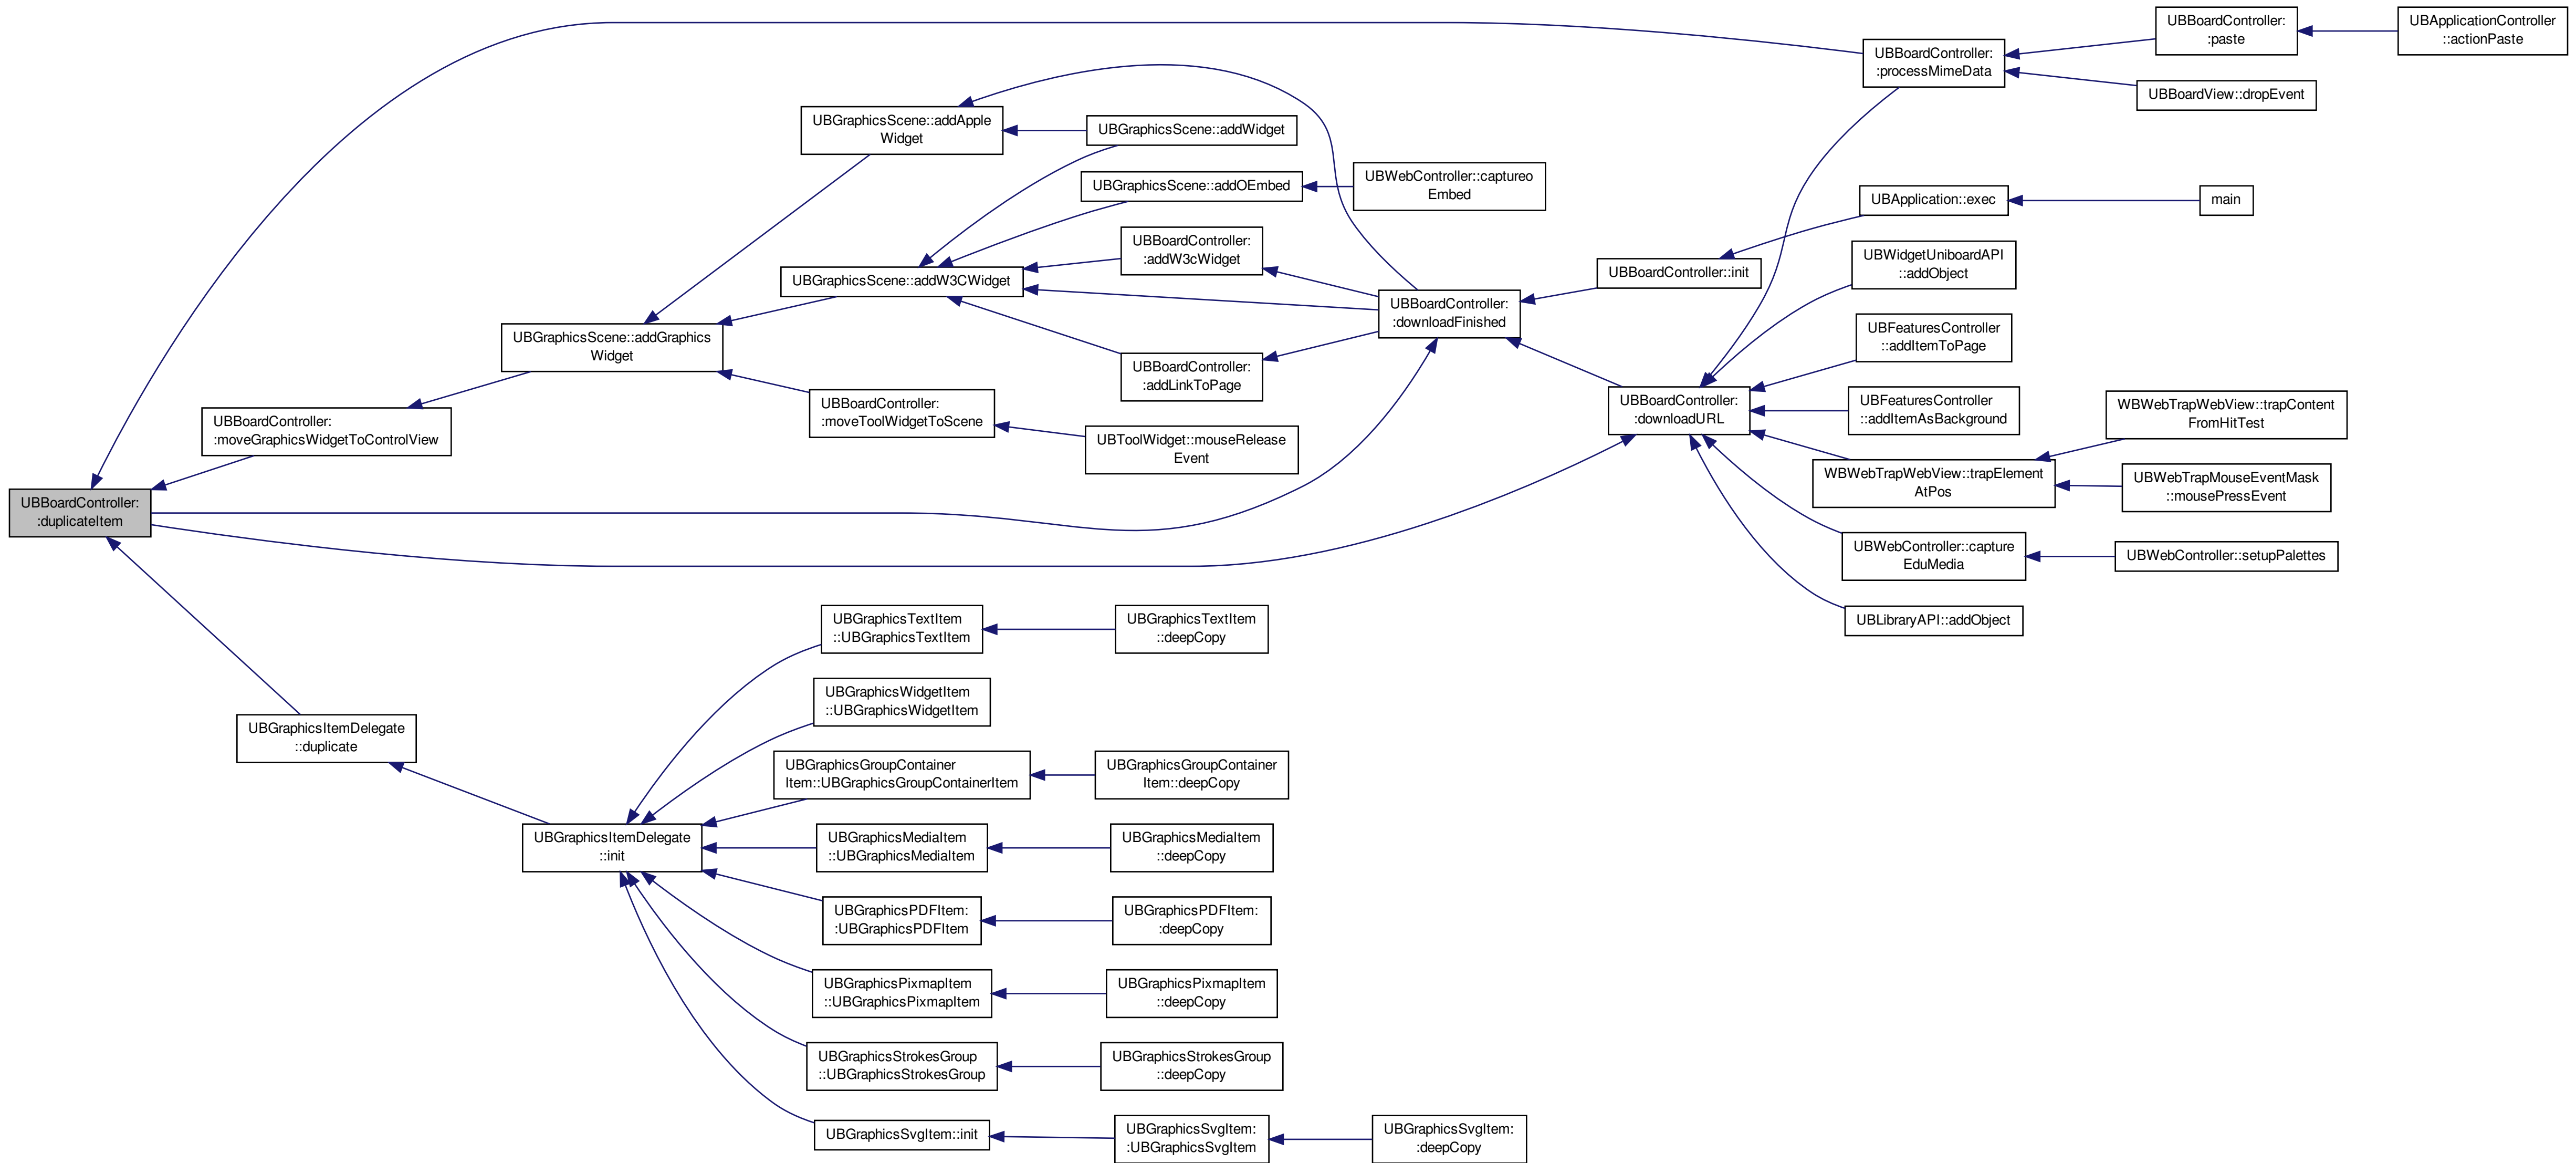 UBBoardController:
:duplicateItem
UBBoardController:
:moveGraphicsWidgetToControlView
UBGraphicsScene::addGraphics
Widget
UBGraphicsScene::addApple
Widget
UBGraphicsScene::addWidget
UBGraphicsScene::addW3CWidget
UBGraphicsScene::addOEmbed
UBWebController::captureo
Embed
UBBoardController:
:addW3cWidget
UBBoardController:
:addLinkToPage
UBBoardController:
:moveToolWidgetToScene
UBToolWidget::mouseRelease
Event
UBBoardController:
:downloadFinished
UBBoardController::init
UBApplication::exec
main
UBBoardController:
:downloadURL
UBBoardController:
:processMimeData
UBBoardController:
:paste
UBApplicationController
::actionPaste
UBBoardView::dropEvent
UBWidgetUniboardAPI
::addObject
UBFeaturesController
::addItemToPage
UBFeaturesController
::addItemAsBackground
WBWebTrapWebView::trapElement
AtPos
WBWebTrapWebView::trapContent
FromHitTest
UBWebTrapMouseEventMask
::mousePressEvent
UBWebController::capture
EduMedia
UBWebController::setupPalettes
UBLibraryAPI::addObject
UBGraphicsItemDelegate
::duplicate
UBGraphicsItemDelegate
::init
UBGraphicsTextItem
::UBGraphicsTextItem
UBGraphicsTextItem
::deepCopy
UBGraphicsWidgetItem
::UBGraphicsWidgetItem
UBGraphicsGroupContainer
Item::UBGraphicsGroupContainerItem
UBGraphicsGroupContainer
Item::deepCopy
UBGraphicsMediaItem
::UBGraphicsMediaItem
UBGraphicsMediaItem
::deepCopy
UBGraphicsPDFItem:
:UBGraphicsPDFItem
UBGraphicsPDFItem:
:deepCopy
UBGraphicsPixmapItem
::UBGraphicsPixmapItem
UBGraphicsPixmapItem
::deepCopy
UBGraphicsStrokesGroup
::UBGraphicsStrokesGroup
UBGraphicsStrokesGroup
::deepCopy
UBGraphicsSvgItem::init
UBGraphicsSvgItem:
:UBGraphicsSvgItem
UBGraphicsSvgItem:
:deepCopy